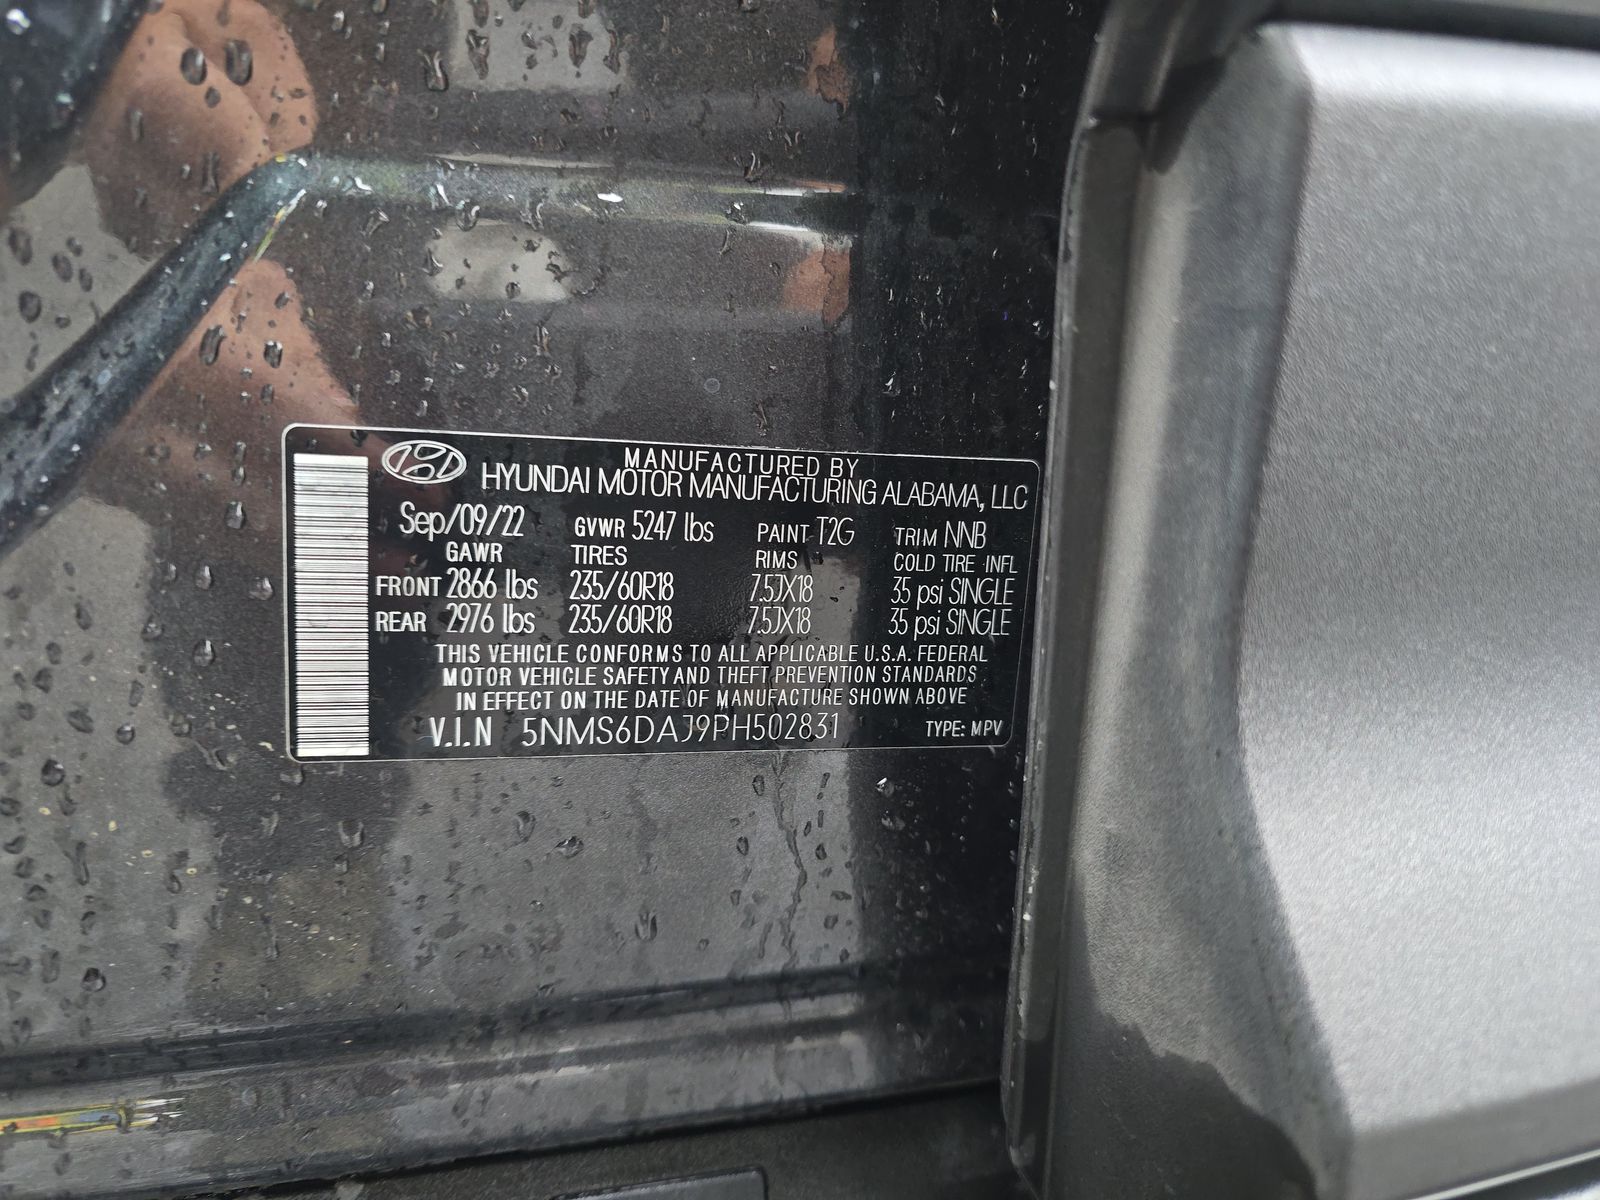 MANUFACTURED BY
HYUNDAI MOTOR MANUFACTURING ALABAMA, LLC
Sep/09/22 GVWR 5247 lbs PAINT T2G TRIM NNB
GAWR TIRES RIMS COLD TIRE INFL
FRONT 2866 lbs 235/60R18 7.5JX18 35 psi SINGLE
REAR 2976 lbs 235/60R18 7.5JX18 35 psi SINGLE
THIS VEHICLE CONFORMS TO ALL APPLICABLE U.S.A. FEDERAL
MOTOR VEHICLE SAFETY AND THEFT PREVENTION STANDARDS
IN EFFECT ON THE DATE OF MANUFACTURE SHOWN ABOVE
V.I.N 5NMS6DAJ9PH502831 TYPE: MPV